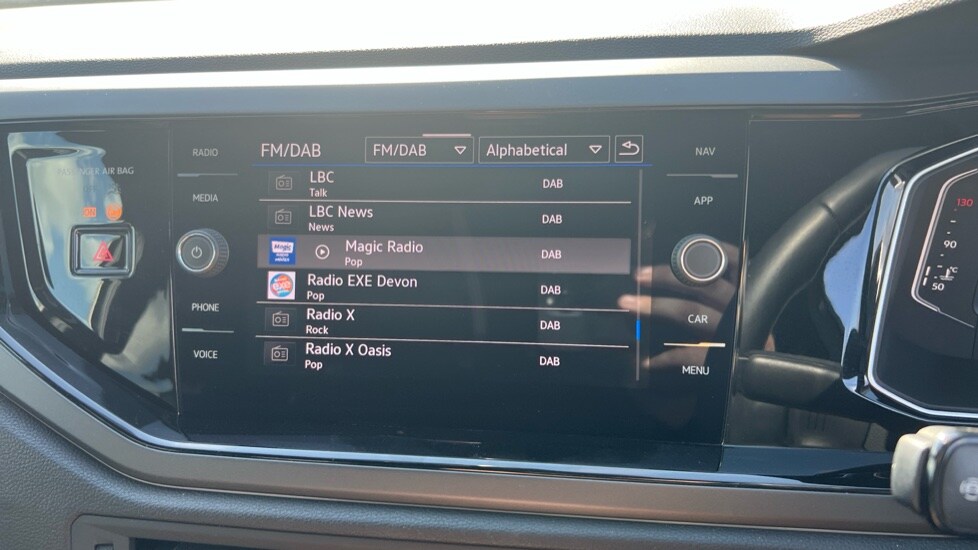 PASSENGER AIR BAG
ON
RADIO
MEDIA
PHONE
VOICE
FM/DAB
FM/DAB
Alphabetical
LBC
Talk
DAB
LBC News
News
DAB
Magic
Magic Radio
Pop
DAB
Radio EXE Devon
Pop
DAB
Radio X
Rock
DAB
Radio X Oasis
Pop
DAB
NAV
APP
CAR
MENU
130
90
°C
50